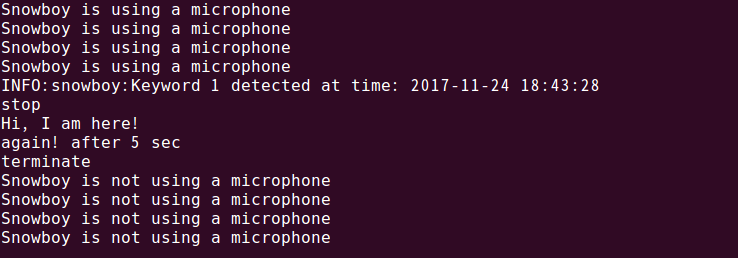 Snowboy is using a microphone
Snowboy is using a microphone
Snowboy is using a microphone
Snowboy is using a microphone
INFO:snowboy:Keyword 1 detected at time: 2017-11-24 18:43:28
stop
Hi, I am here!
again! after 5 sec
terminate
Snowboy is not using a microphone
Snowboy is not using a microphone
Snowboy is not using a microphone
Snowboy is not using a microphone